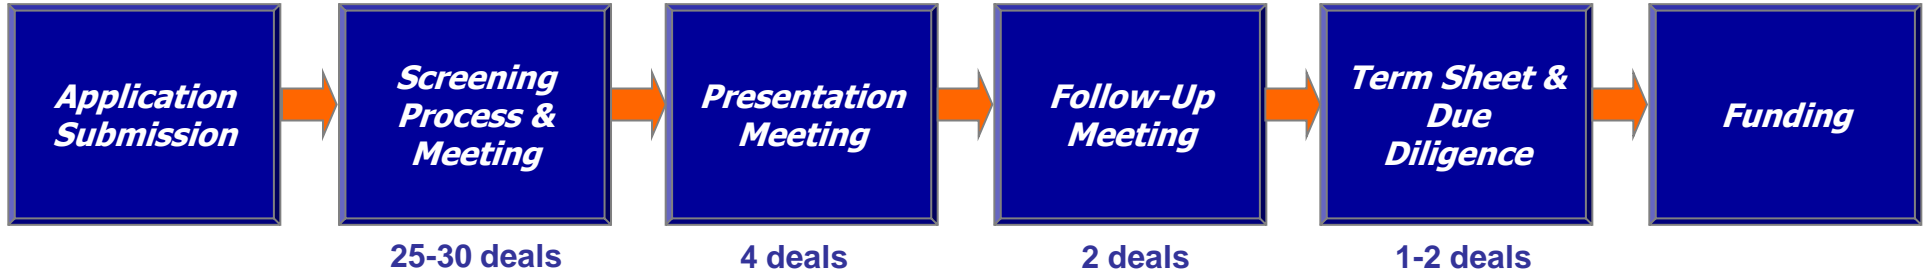 Application
Submission
Screening
Process &
Meeting
Presentation
Meeting
Follow-Up
Meeting
Term Sheet &
Due
Diligence
Funding
25-30 deals
4 deals
2 deals
1-2 deals